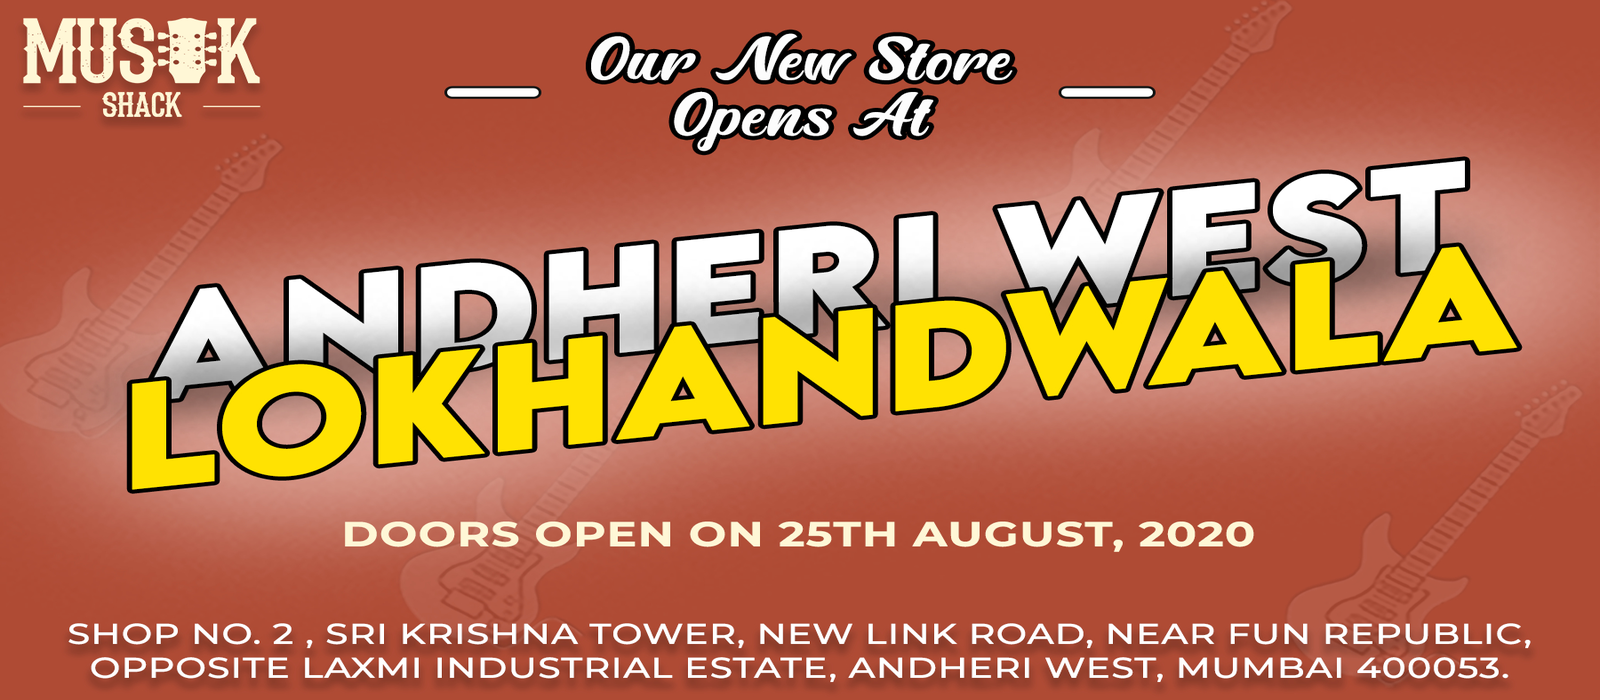 MUSIK
SHACK
Our New Store
Opens At
ANDHERI WEST
LOKHANDWALA
DOORS OPEN ON 25TH AUGUST, 2020
SHOP NO. 2 , SRI KRISHNA TOWER, NEW LINK ROAD, NEAR FUN REPUBLIC,
OPPOSITE LAXMI INDUSTRIAL ESTATE, ANDHERI WEST, MUMBAI 400053.